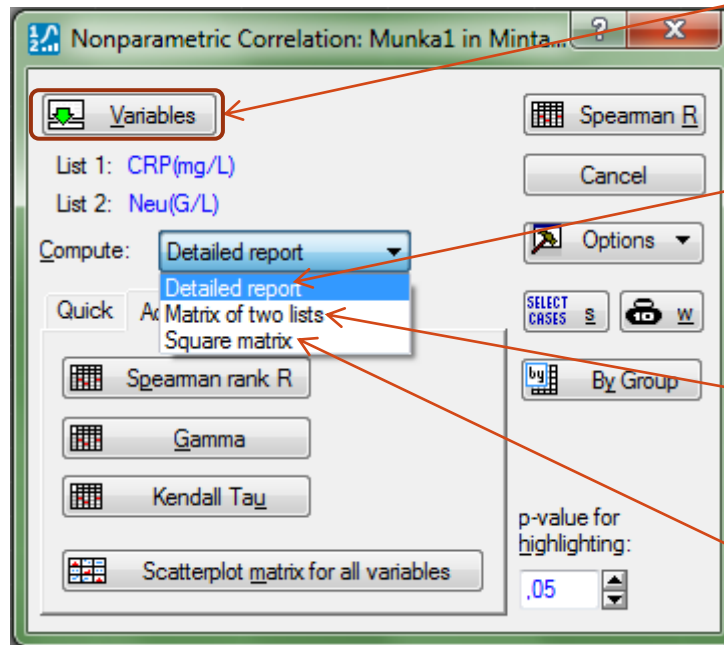 Nonparametric Correlation: Munka1 in Minta...
Variables
Spearman R
List 1: CRP(mg/L)
Cancel
List 2: Neu(G/L)
Compute: Detailed report
Options
Detailed report
Matrix of two lists
Square matrix
Quick
SELECT CASES S
W
Spearman rank R
By Group
Gamma
Kendall Tau
p-value for
highlighting:
Scatterplot matrix for all variables
,05